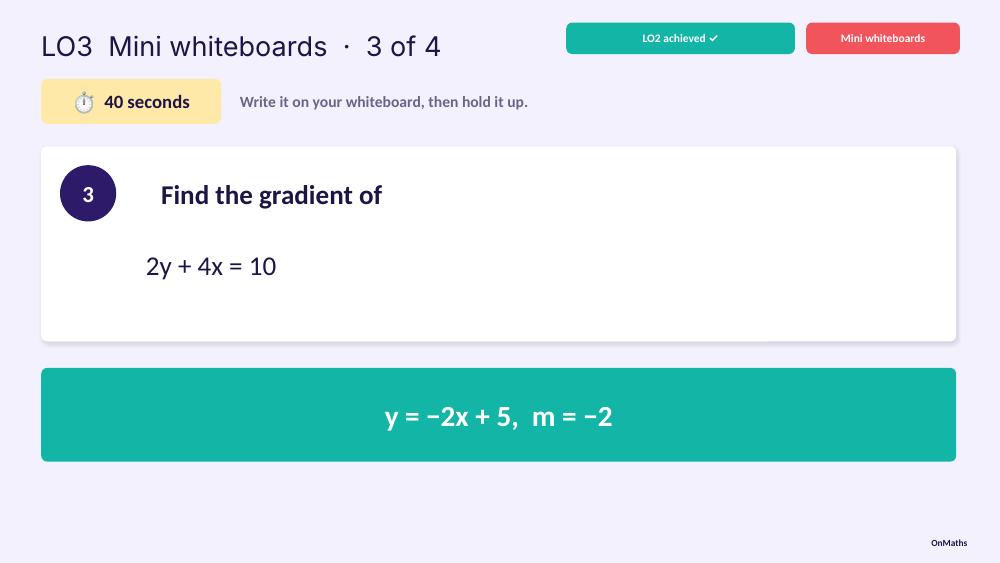 LO3 Mini whiteboards · 3 of 4
LO2 achieved ✓
Mini whiteboards
⏱️ 40 seconds
Write it on your whiteboard, then hold it up.
3
Find the gradient of
2y + 4x = 10
y = −2x + 5, m = −2
OnMaths